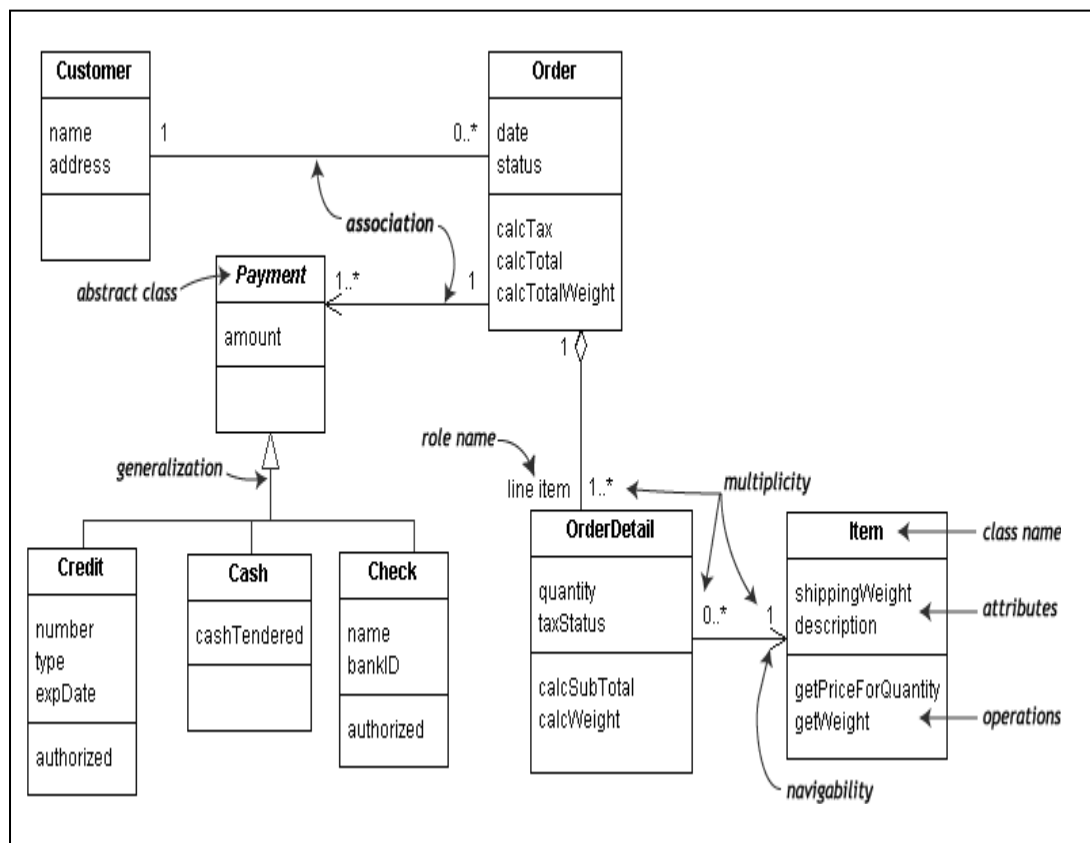 Customer
name
address
1
0..*
Order
date
status
calcTax
calcTotal
calcTotalWeight
association
abstract class
Payment
amount
1..*
1
1
generalization
role name
line item
1..*
multiplicity
Credit
number
type
expDate
authorized
Cash
cashTendered
Check
name
bankID
authorized
OrderDetail
quantity
taxStatus
calcSubTotal
calcWeight
0..*
1
Item
shippingWeight
description
getPriceForQuantity
getWeight
class name
attributes
operations
navigability